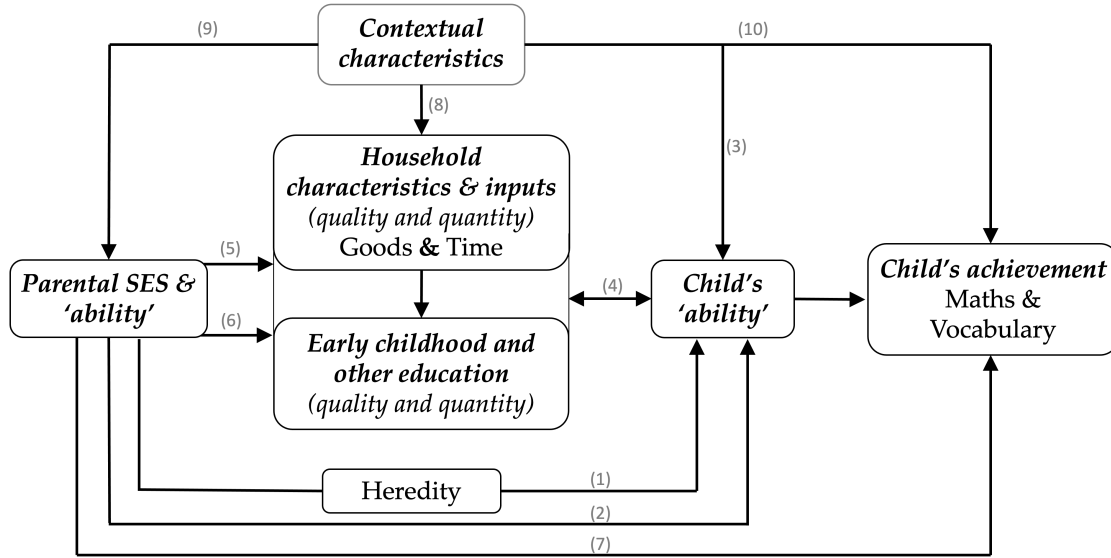 (9)
Contextual
characteristics
(10)
(8)
(3)
Household
characteristics & inputs
(quality and quantity)
Goods & Time
(5)
(6)
Parental SES &
‘ability’
(4)
Child’s
‘ability’
Child’s achievement
Maths &
Vocabulary
Early childhood and
other education
(quality and quantity)
Heredity
(1)
(2)
(7)